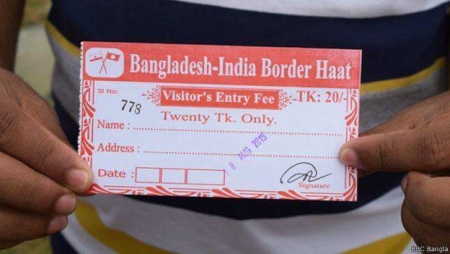 Bangladesh-India Border Haat
Sl No: Visitor's Entry Fee TK: 20/-
778
Twenty Tk. Only.
Name :
Address :
Date : Signature
BBC Bangla